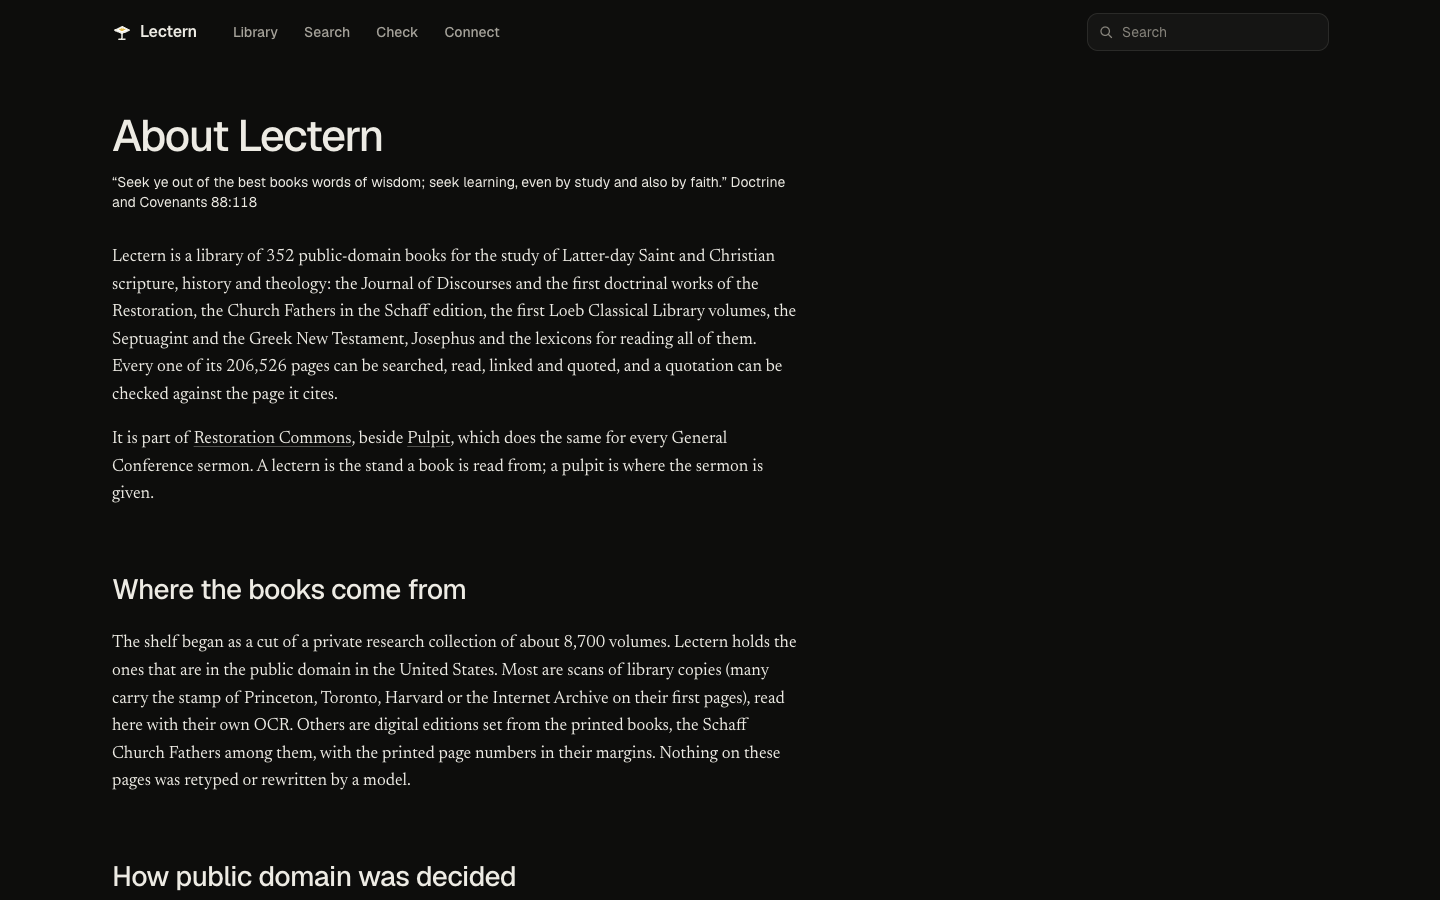 Lectern
Library
Search
Check
Connect
Search
About Lectern
“Seek ye out of the best books words of wisdom; seek learning, even by study and also by faith.” Doctrine
and Covenants 88:118
Lectern is a library of 352 public-domain books for the study of Latter-day Saint and Christian
scripture, history and theology: the Journal of Discourses and the first doctrinal works of the
Restoration, the Church Fathers in the Schaff edition, the first Loeb Classical Library volumes, the
Septuagint and the Greek New Testament, Josephus and the lexicons for reading all of them.
Every one of its 206,526 pages can be searched, read, linked and quoted, and a quotation can be
checked against the page it cites.
It is part of Restoration Commons, beside Pulpit, which does the same for every General
Conference sermon. A lectern is the stand a book is read from; a pulpit is where the sermon is
given.
Where the books come from
The shelf began as a cut of a private research collection of about 8,700 volumes. Lectern holds the
ones that are in the public domain in the United States. Most are scans of library copies (many
carry the stamp of Princeton, Toronto, Harvard or the Internet Archive on their first pages), read
here with their own OCR. Others are digital editions set from the printed books, the Schaff
Church Fathers among them, with the printed page numbers in their margins. Nothing on these
pages was retyped or rewritten by a model.
How public domain was decided